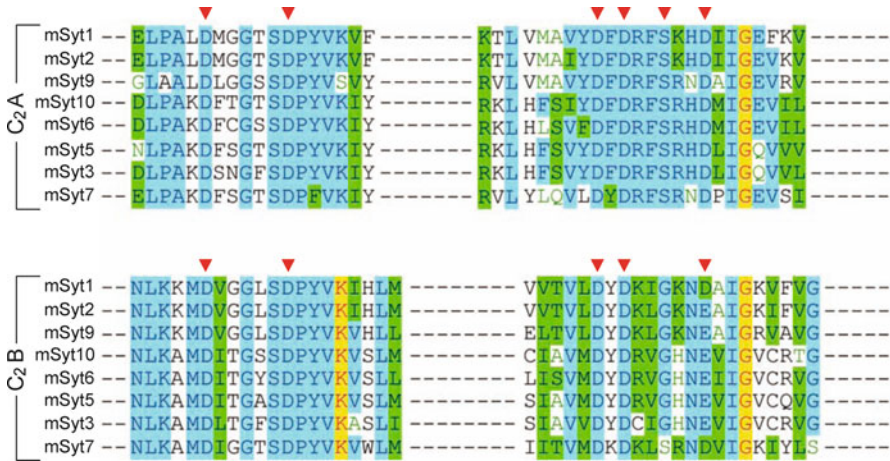 C2A
mSyt1 -- ELPALDMGGTSDPYVKVF --------- KTLVMAVYDFDRFSKHDIIGEFKV -----
mSyt2 -- ELPALDMGGTSDPYVKVF --------- KTLVMAIYDFDRFSKHDIIGEVKV -----
mSyt9 -- GLAALDLGGSSDPYVSVY --------- RVLVMAVYDFDRFSRNDAIGEVRV -----
mSyt10 -- DLPAKDFTGTSDPYVKIY --------- RKLHFSIYDFDRFSRHDMIGEVIL -----
mSyt6 -- DLPAKDFCGSSDPYVKIY --------- RKLHLSVFDFDRFSRHDMIGEVIL -----
mSyt5 -- NLPAKDFSGTSDPYVKIY --------- RKLHFSVYDFDRFSRHDLIGQVVV -----
mSyt3 -- DLPAKDSNGFSDPYVKIY --------- RKLHFSVYDFDRFSRHDLIGQVVL -----
mSyt7 -- ELPAKDFSGTSDPFVKIY --------- RVLYLQVLDYDRFSRNDPIGEVSI -----
C2B
mSyt1 -- NLKKMDVGGLSDPYVKIHLM ---------- VVTVLDYDKIGKNDAIGKVFVG -----
mSyt2 -- NLKKMDVGGLSDPYVKIHLM ---------- VVTVLDYDKLGKNEAIGKIFVG -----
mSyt9 -- NLKKMDVGGLSDPYVKVHLL ---------- ELTVLDYDKLGKNEAIGRVAVG -----
mSyt10 -- NLKAMDITGSSDPYVKVSLM ---------- CIAVMDYDRVGHNEVIGVCRTG -----
mSyt6 -- NLKAMDITGYSDPYVKVSLL ---------- LISVMDYDRVGHNEIIGVCRVG -----
mSyt5 -- NLKAMDITGYSDPYVKVSLM ---------- SIAVMDYDRVGHNEVIGVCQVG -----
mSyt3 -- NLKAMDLTGFSDPYVKASLI ---------- SIAVVDYDCIGHNEVIGVCRVG -----
mSyt7 -- NLKAMDIGGTSDPYVKVWLM ---------- IITVMDKDKLSRNDVIGKIYLS -----